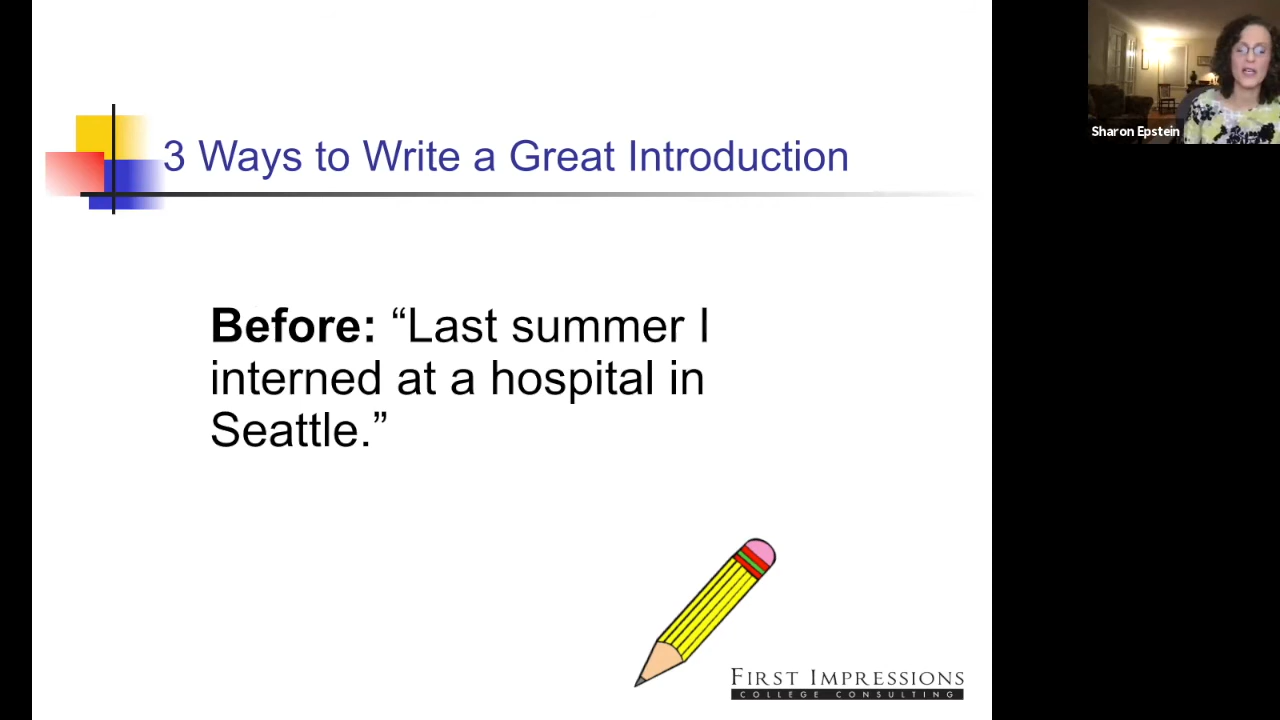 3 Ways to Write a Great Introduction
Before: “Last summer I
interned at a hospital in
Seattle.”
FIRST IMPRESSIONS
COLLEGE CONSULTING
Sharon Epstein